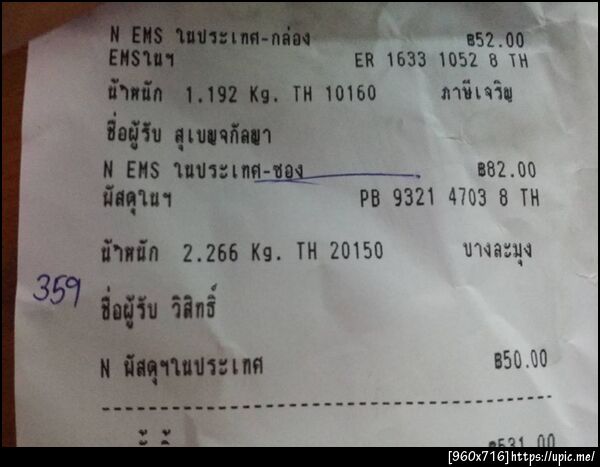 N EMS ในประเทศ-กล่อง ฿52.00
EMSในฯ ER 1633 1052 8 TH
น้ำหนัก 1.192 Kg. TH 10160 ภาษีเจริญ
ชื่อผู้รับ สุเบญจกัลญา
N EMS ในประเทศ-ซอง ฿82.00
พัสดุในฯ PB 9321 4703 8 TH
น้ำหนัก 2.266 Kg. TH 20150 บางละมุง
359
ชื่อผู้รับ วิสิทธิ์
N พัสดุฯในประเทศ ฿50.00
--------------------------------
฿531.00
[960x716]https://upic.me/